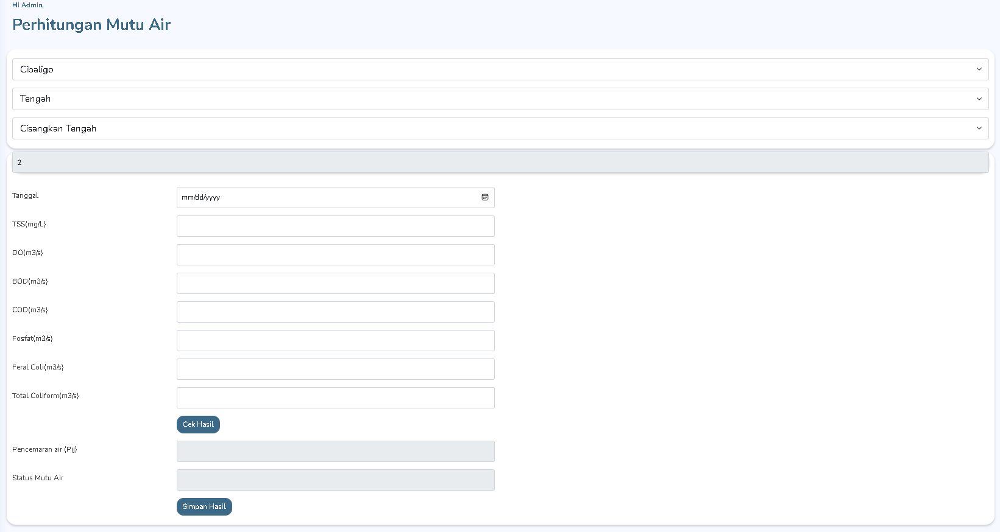 Hi Admin,
Perhitungan Mutu Air
Cibaligo
Tengah
Cisangkan Tengah
2
Tanggal
mm/dd/yyyy
TSS(mg/L)
DO(m3/s)
BOD(m3/s)
COD(m3/s)
Fosfat(m3/s)
Feral Coli(m3/s)
Total Coliform(m3/s)
Cek Hasil
Pencemaran air (Pij)
Status Mutu Air
Simpan Hasil